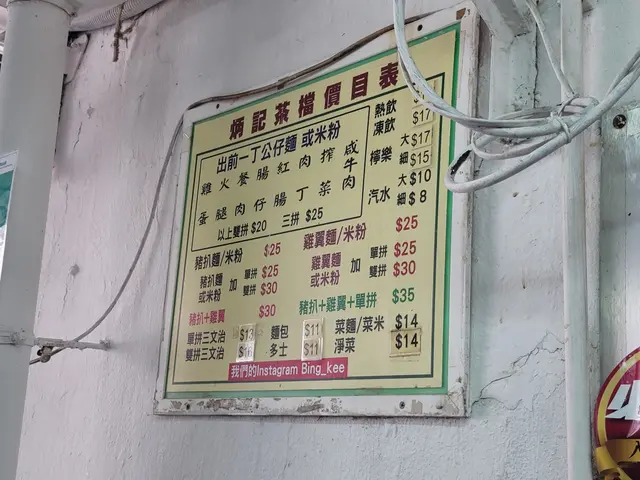 炳記茶檔價目表
出前一丁公仔麵 或米粉
雞 火 餐 腸 紅 肉 搾 咸牛
蛋 腿 肉 仔 腸 丁 菜 肉
以上雙拼 $20 三拼 $25
熱飲
凍飲 $17
檸樂 大 $17
細 $15
汽水 大 $10
細 $8
豬扒麵/米粉 $25
豬扒麵或米粉 加 單拼 $25
雙拼 $30
豬扒+雞翼 $30
雞翼麵/米粉 $25
雞翼麵或米粉 加 單拼 $25
雙拼 $30
豬扒+雞翼+單拼 $35
單拼三文治 麵包 $11 菜麵/菜米 $14
雙拼三文治 多士 $11 淨菜 $14
我們的Instagram Bing_kee